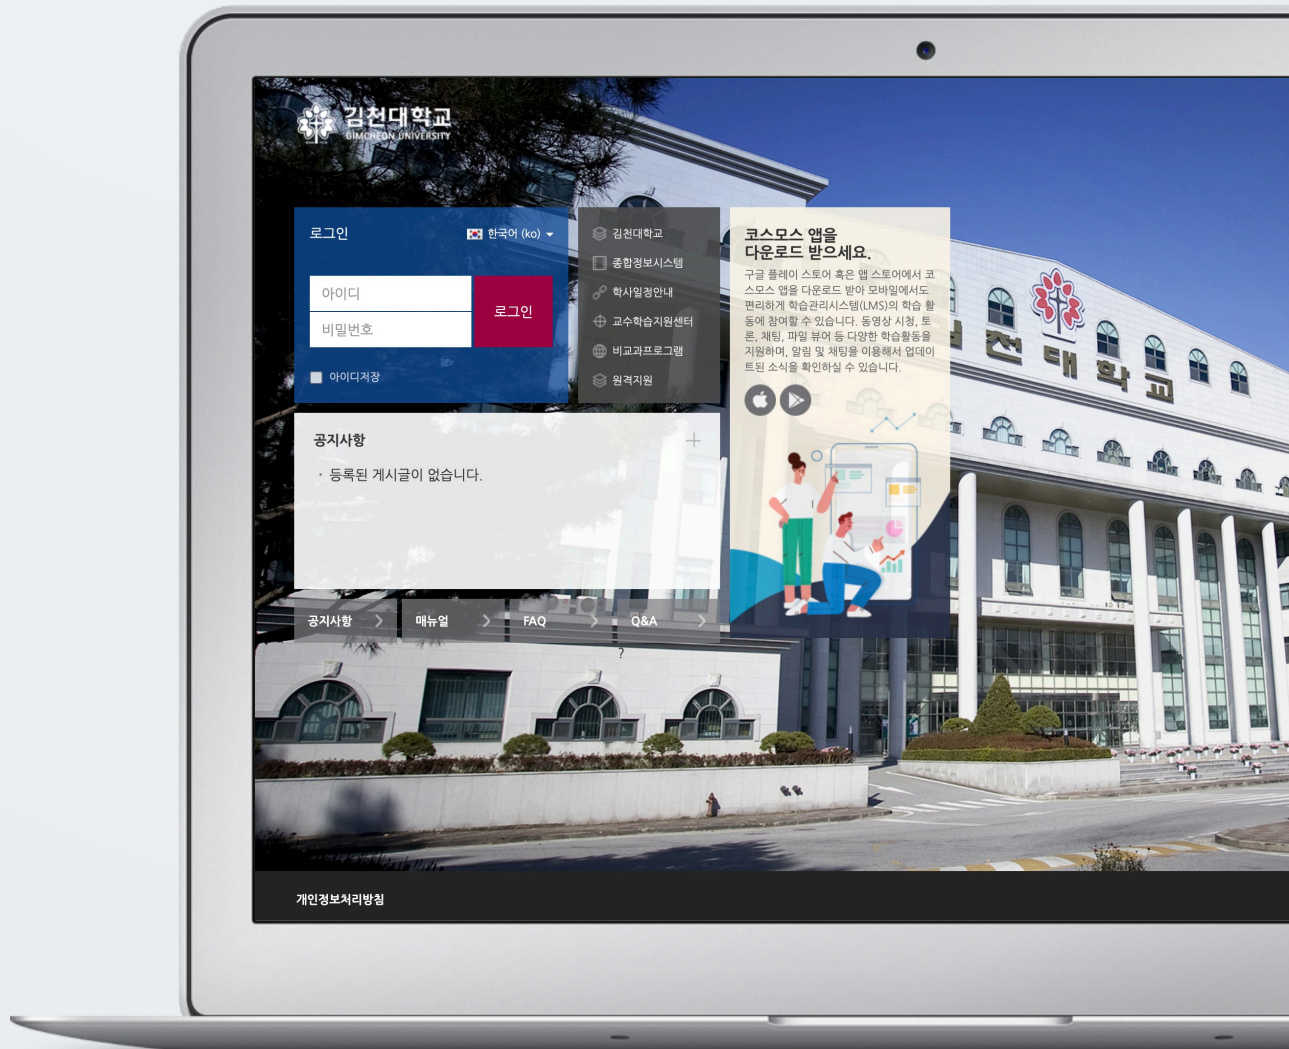 김천대학교
GIMCHEON UNIVERSITY
로그인
한국어 (ko)
아이디
비밀번호
로그인
아이디저장
김천대학교
종합정보시스템
학사일정안내
교수학습지원센터
비교과프로그램
원격지원
코스모스 앱을
다운로드 받으세요.
구글 플레이 스토어 혹은 앱 스토어에서 코
스모스 앱을 다운로드 받아 모바일에서도
편리하게 학습관리시스템(LMS)의 학습 활
동에 참여할 수 있습니다. 동영상 시청, 토
론, 채팅, 파일 뷰어 등 다양한 학습활동을
지원하며, 알림 및 채팅을 이용해서 업데이
트된 소식을 확인하실 수 있습니다.
공지사항
· 등록된 게시글이 없습니다.
공지사항
매뉴얼
FAQ
Q&A
?
천대학교
개인정보처리방침